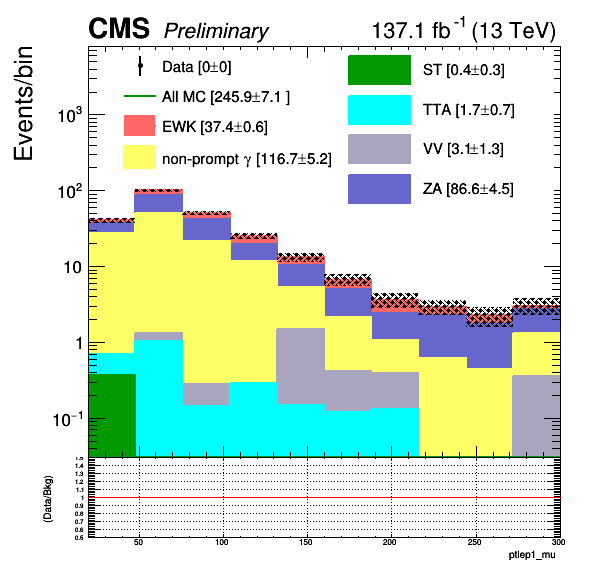 CMS Preliminary 137.1 fb⁻¹ (13 TeV)
Events/bin
Data [0±0]
All MC [245.9±7.1 ]
EWK [37.4±0.6]
non-prompt γ [116.7±5.2]
ST [0.4±0.3]
TTA [1.7±0.7]
VV [3.1±1.3]
ZA [86.6±4.5]
10³
10²
10
1
10⁻¹
(Data/Bkg)
1.5
1.4
1.3
1.2
1.1
1
0.9
0.8
0.7
0.6
0.5
50 100 150 200 250 300
ptlep1_mu